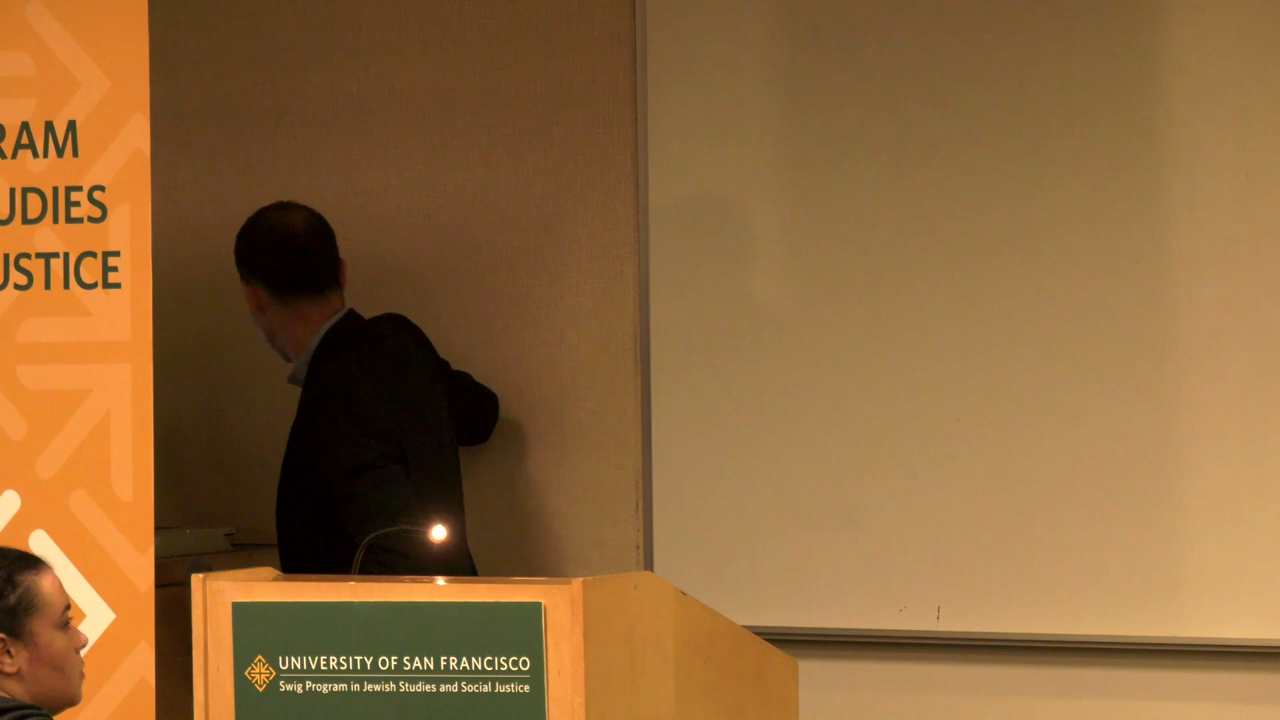 RAM
UDIES
USTICE
UNIVERSITY OF SAN FRANCISCO
Swig Program in Jewish Studies and Social Justice